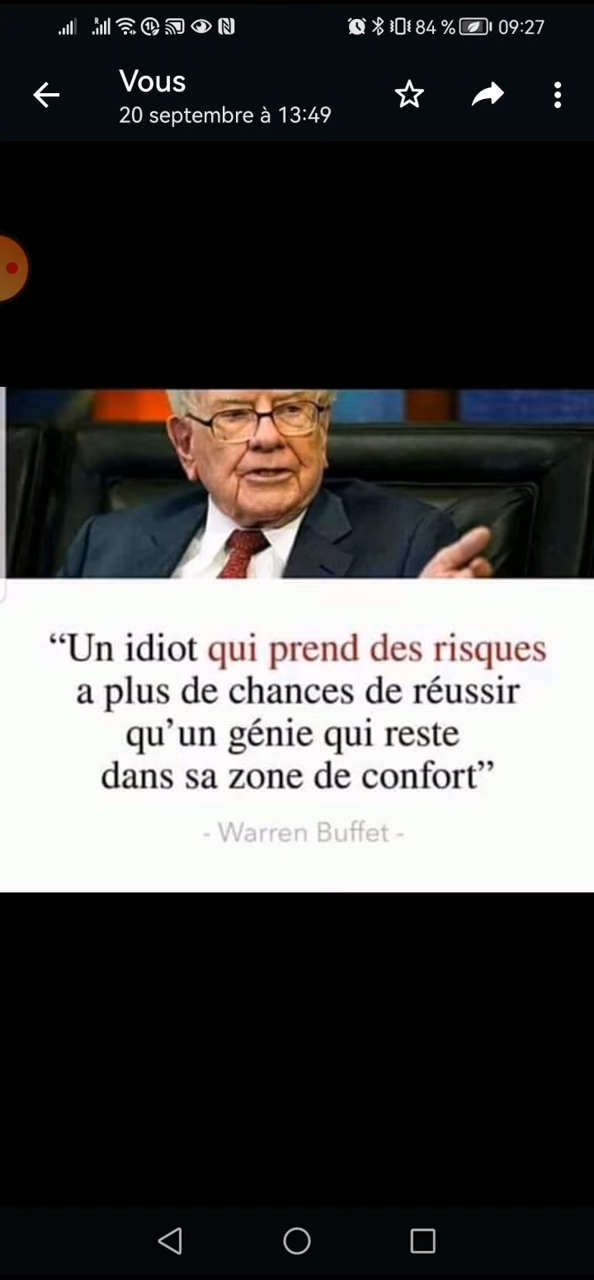 84 % 09:27
Vous
20 septembre à 13:49
“Un idiot qui prend des risques
a plus de chances de réussir
qu’un génie qui reste
dans sa zone de confort”
- Warren Buffet -